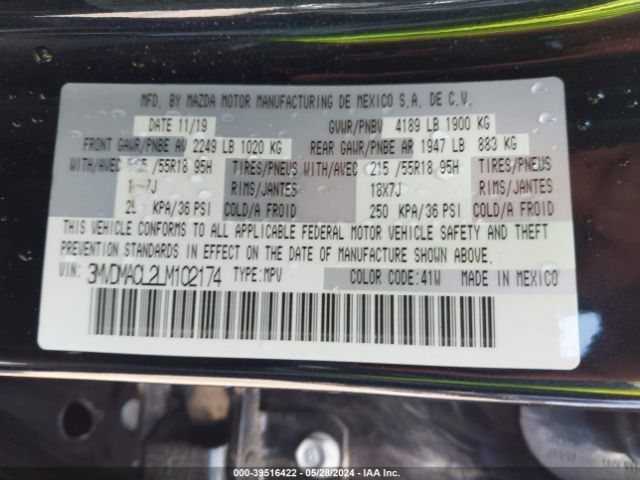 MFD. BY MAZDA MOTOR MANUFACTURING DE MEXICO S.A. DE C.V.
DATE 11/19 GVWR/PNBV 4189 LB 1900 KG
FRONT GAWR/PNBE AV 2249 LB 1020 KG REAR GAWR/PNBE AR 1947 LB 883 KG
WITH/AVEC /55R18 95H TIRES/PNEUS WITH/AVEC 215 /55R18 95H TIRES/PNEUS
RIMS/JANTES 18X7J
KPA/36 PSI COLD/A FROID 250 KPA/36 PSI COLD/A FROID
THIS VEHICLE CONFORMS TO ALL APPLICABLE FEDERAL MOTOR VEHICLE SAFETY AND THEFT
PREVENTION STANDARDS IN EFFECT ON THE DATE OF MANUFACTURE SHOWN ABOVE.
VIN: TYPE:MPV COLOR CODE:41W MADE IN MEXICO
000-39516422 - 05/28/2024 - IAA Inc.